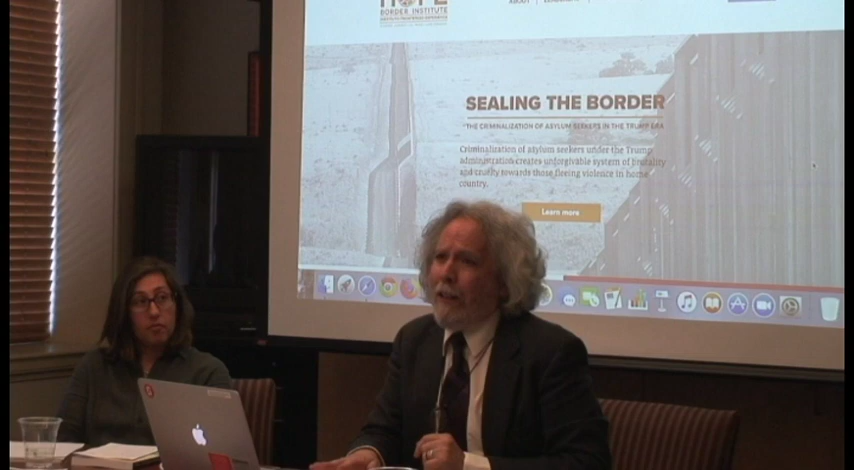 HOPE
BORDER INSTITUTE
ABOUT
SEALING THE BORDER
THE CRIMINALIZATION OF ASYLUM SEEKERS IN THE TRUMP ERA
Criminalization of asylum seekers under the Trump
administration creates unforgivable system of brutality
and cruelty towards those fleeing violence in home
country.
Learn more